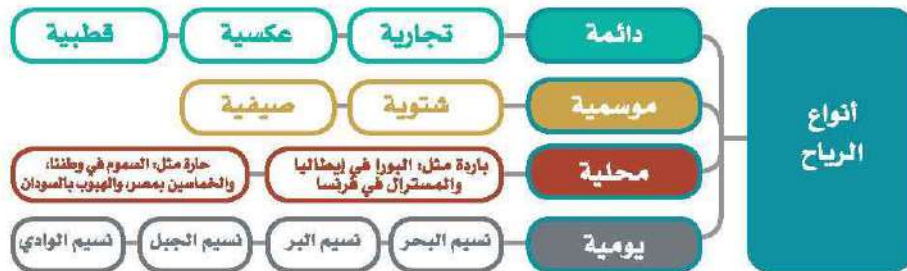 أنواع
الرياح
دائمة
تجارية
عكسية
قطبية
موسمية
شتوية
صيفية
محلية
باردة مثل: البورا في إيطاليا
والمسترال في فرنسا
حارة مثل: السموم في وطننا،
والخماسين بمصر، والهبوب بالسودان
يومية
نسيم البحر
نسيم البر
نسيم الجبل
نسيم الوادي